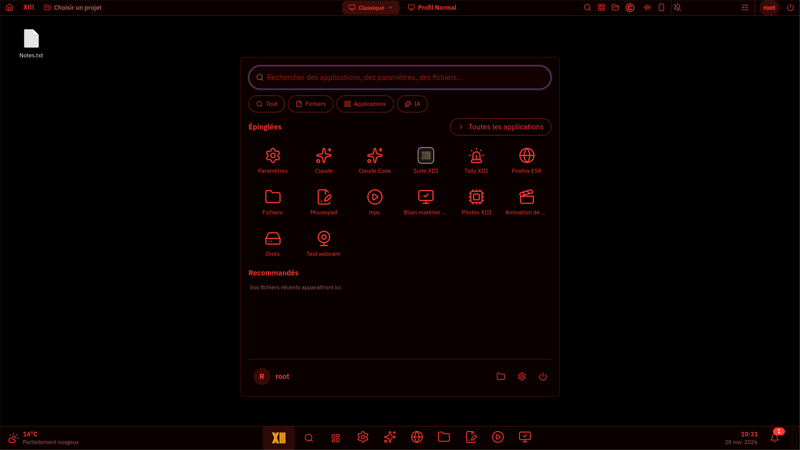 XIII Choisir un projet Classique Profil Normal root
Notes.txt
Rechercher des applications, des paramètres, des fichiers...
Tout Fichiers Applications IA
Épinglées Toutes les applications
Paramètres Claude Claude Code Suite XIII Tally XIII Firefox ESR
Fichiers Mousepad mpv Bilan matériel ... Pilotes XIII Animation de ...
Disks Test webcam
Recommandés
Vos fichiers récents apparaîtront ici.
R root
14°C
Partiellement nuageux
XIII
10:31
28 nov. 2026
1